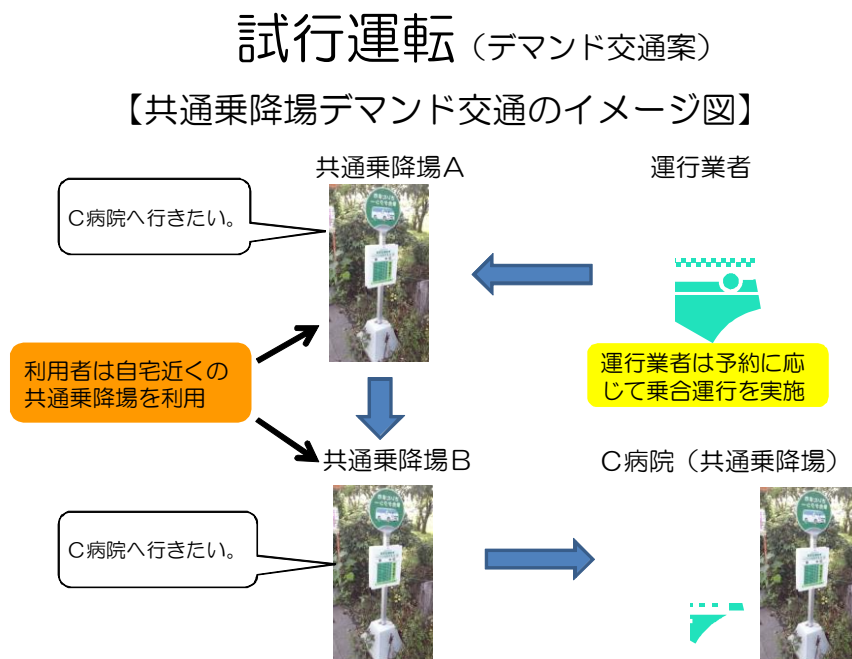 試行運転（デマンド交通案）
【共通乗降場デマンド交通のイメージ図】
共通乗降場Ａ
運行業者
Ｃ病院へ行きたい。
利用者は自宅近くの
共通乗降場を利用
運行業者は予約に応
じて乗合運行を実施
共通乗降場Ｂ
Ｃ病院（共通乗降場）
Ｃ病院へ行きたい。